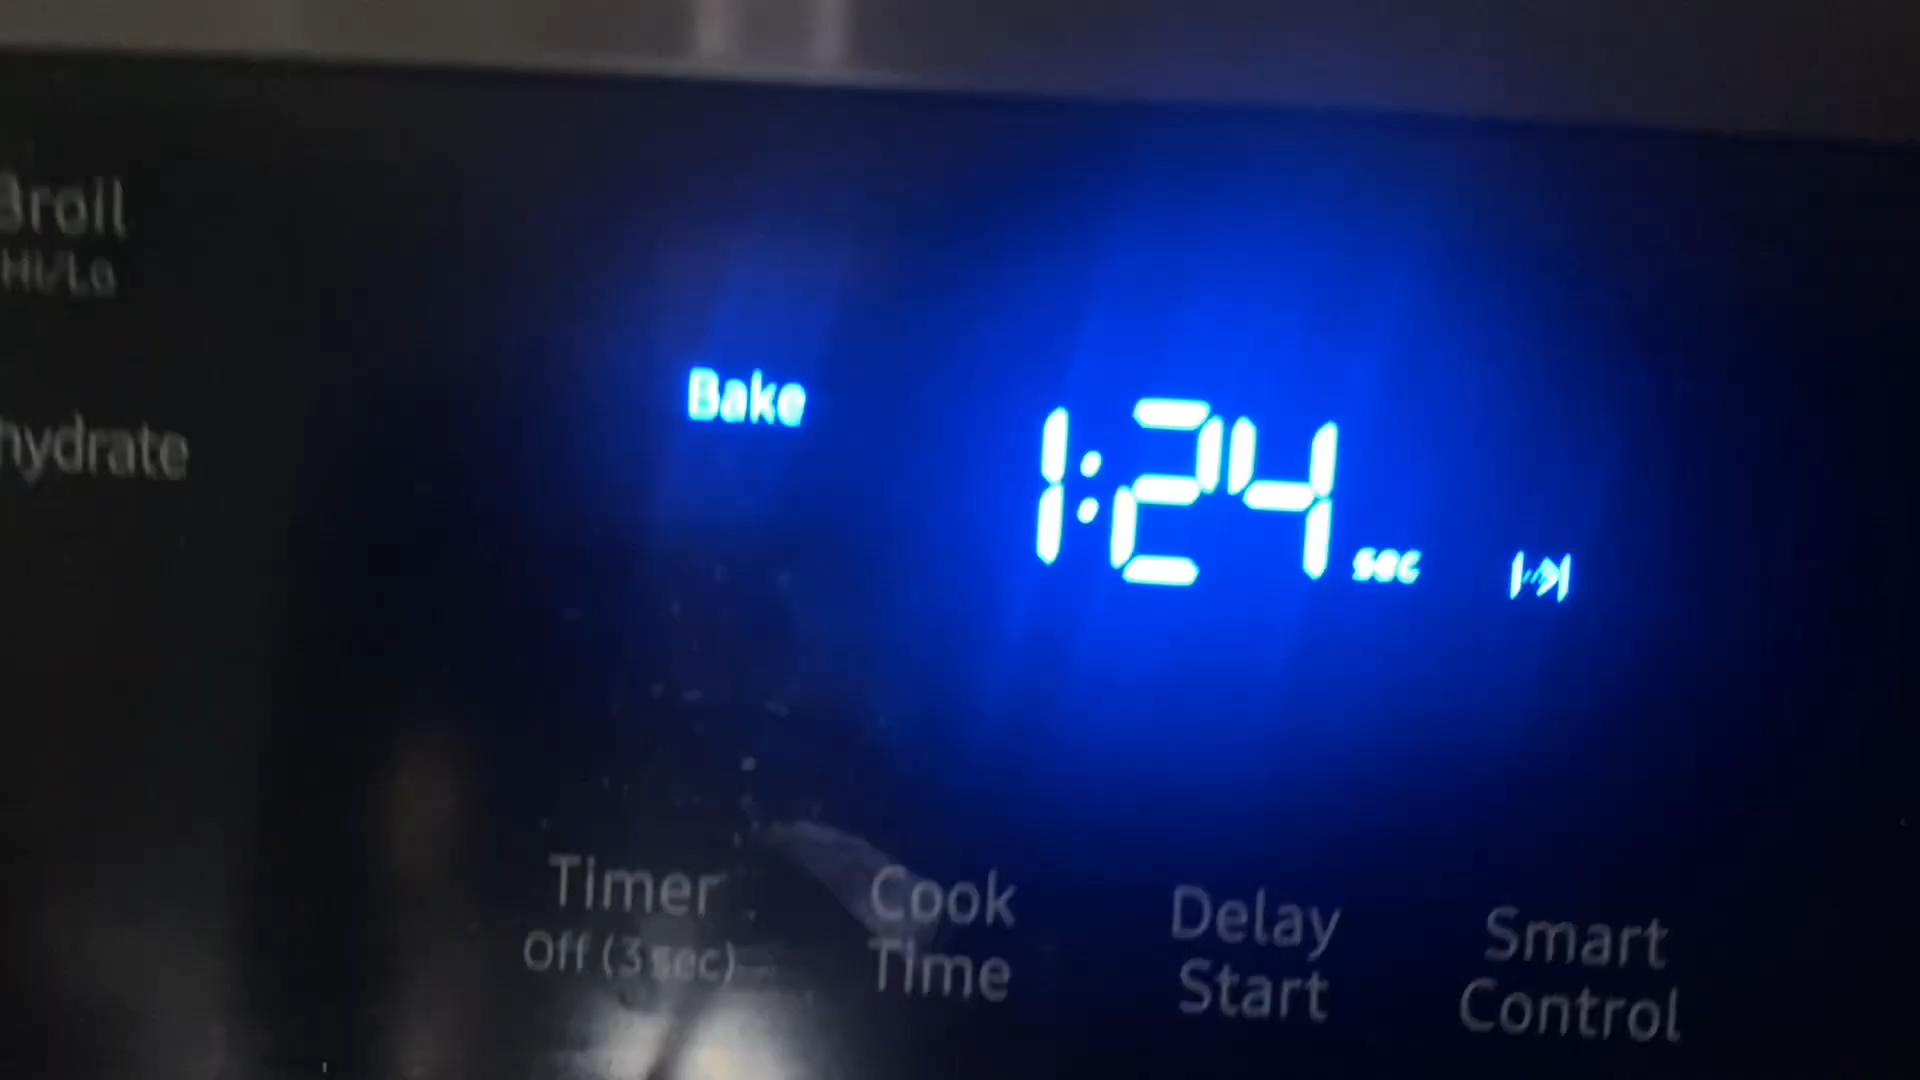 Broil
Hi/Lo
hydrate
Bake
1:24 sec
Timer
Off (3 sec)
Cook
Time
Delay
Start
Smart
Control